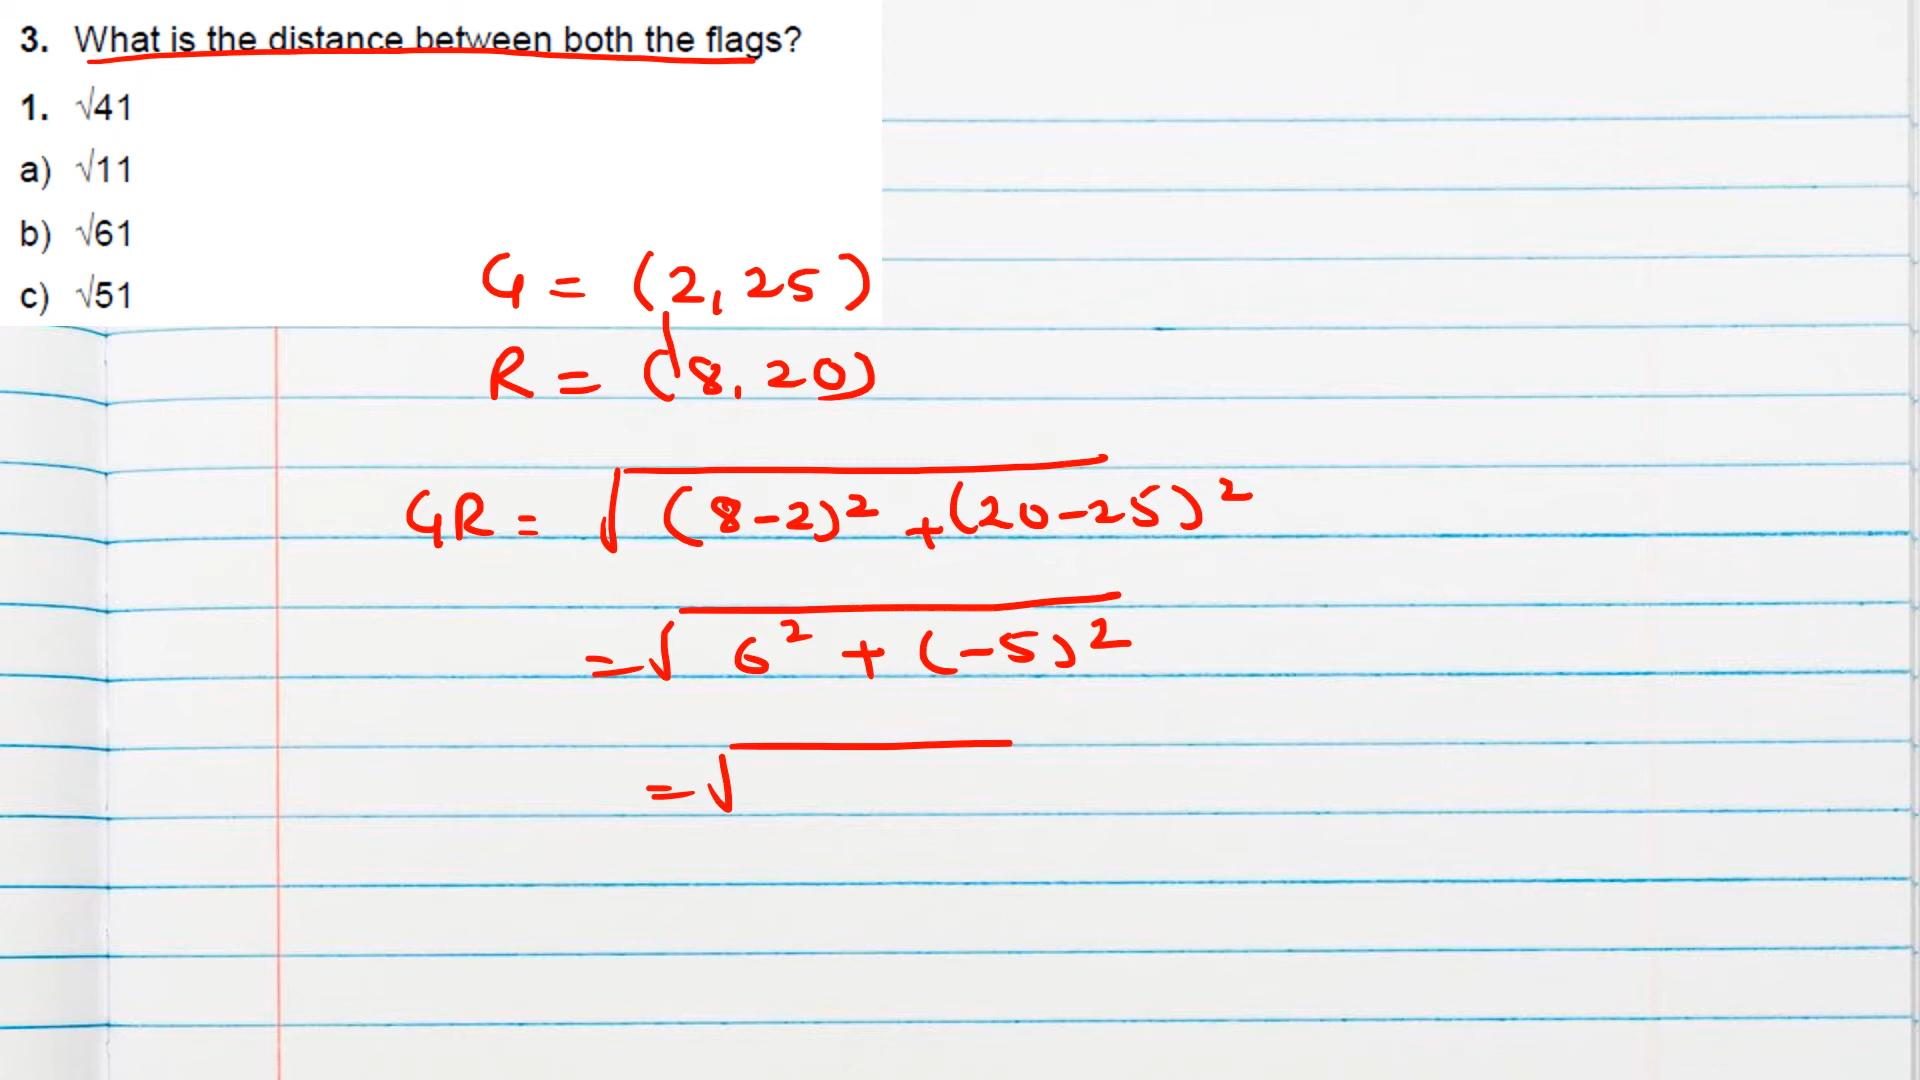 3. What is the distance between both the flags?
1. √41
a) √11
b) √61
c) √51
G = (2, 25)
R = (8, 20)
GR = √(8-2)² + (20-25)²
= √6² + (-5)²
= √